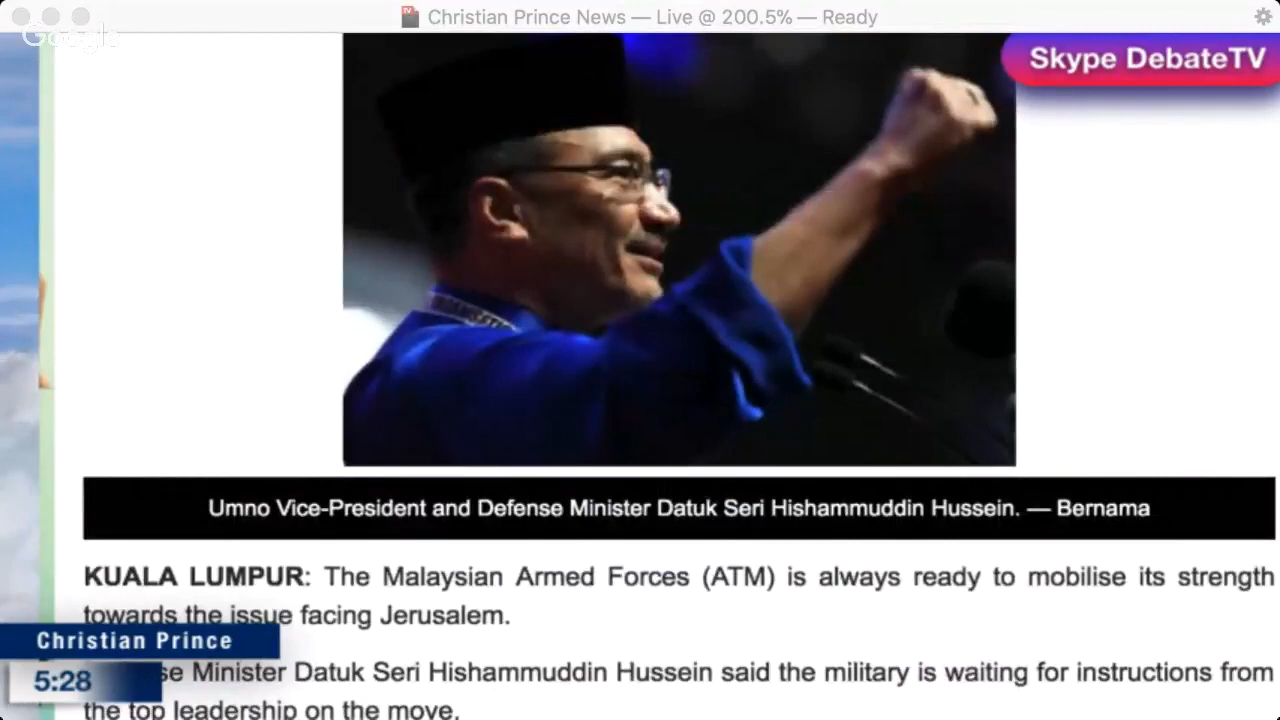 Christian Prince News — Live @ 200.5% — Ready
Google
Skype DebateTV
Umno Vice-President and Defense Minister Datuk Seri Hishammuddin Hussein. — Bernama
KUALA LUMPUR: The Malaysian Armed Forces (ATM) is always ready to mobilise its strength
towards the issue facing Jerusalem.
Christian Prince
5:28
se Minister Datuk Seri Hishammuddin Hussein said the military is waiting for instructions from
the top leadership on the move.